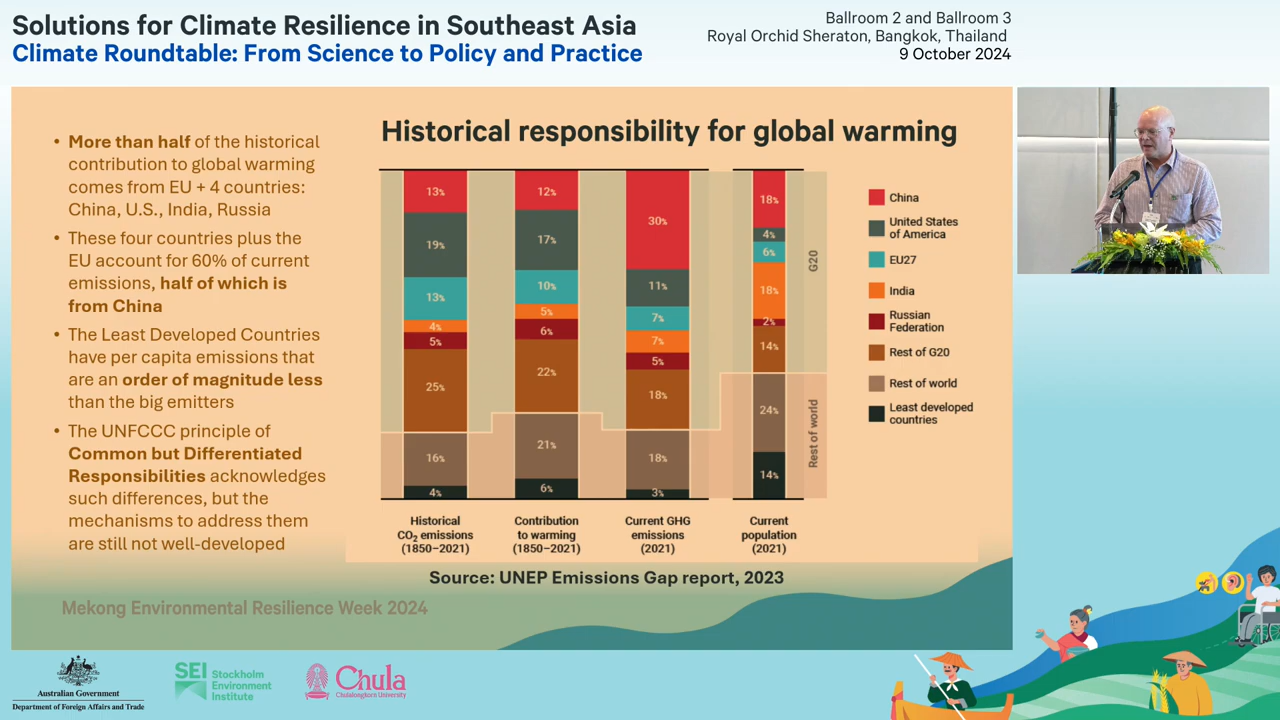 Solutions for Climate Resilience in Southeast Asia
Climate Roundtable: From Science to Policy and Practice
Ballroom 2 and Ballroom 3
Royal Orchid Sheraton, Bangkok, Thailand
9 October 2024
• More than half of the historical
contribution to global warming
comes from EU + 4 countries:
China, U.S., India, Russia
• These four countries plus the
EU account for 60% of current
emissions, half of which is
from China
• The Least Developed Countries
have per capita emissions that
are an order of magnitude less
than the big emitters
• The UNFCCC principle of
Common but Differentiated
Responsibilities acknowledges
such differences, but the
mechanisms to address them
are still not well-developed
Historical responsibility for global warming
13%
19%
13%
4%
5%
25%
16%
4%
Historical
CO₂ emissions
(1850–2021)
12%
17%
10%
5%
6%
22%
21%
6%
Contribution
to warming
(1850–2021)
30%
11%
7%
7%
5%
18%
18%
3%
Current GHG
emissions
(2021)
18%
4%
6%
18%
2%
14%
24%
14%
Current
population
(2021)
G20
Rest of world
China
United States
of America
EU27
India
Russian
Federation
Rest of G20
Rest of world
Least developed
countries
Source: UNEP Emissions Gap report, 2023
Mekong Environmental Resilience Week 2024
Australian Government
Department of Foreign Affairs and Trade
SEI Stockholm
Environment
Institute
Chula
Chulalongkorn University